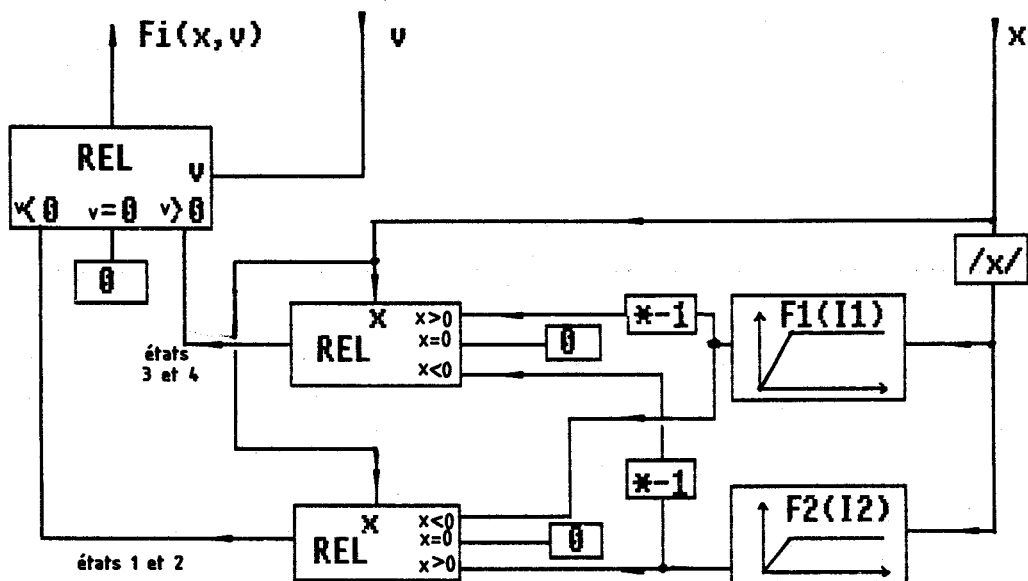 Fi(x,v)
v
x
REL
v
v<0 v=0 v>0
0
/x/
x
x>0
x=0
x<0
REL
*-1
0
F1(I1)
états
3 et 4
*-1
x
x<0
x=0
x>0
REL
0
F2(I2)
états 1 et 2